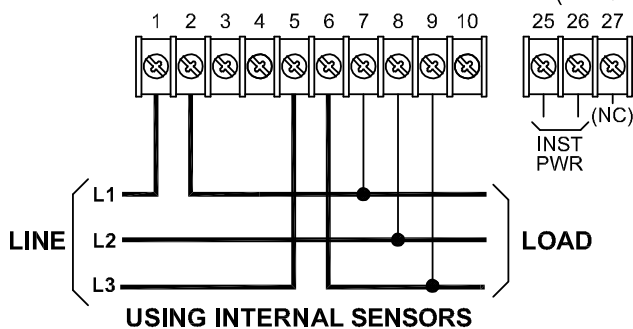 1 2 3 4 5 6 7 8 9 10 25 26 27
(NC)
INST
PWR
L1
LINE L2 LOAD
L3
USING INTERNAL SENSORS